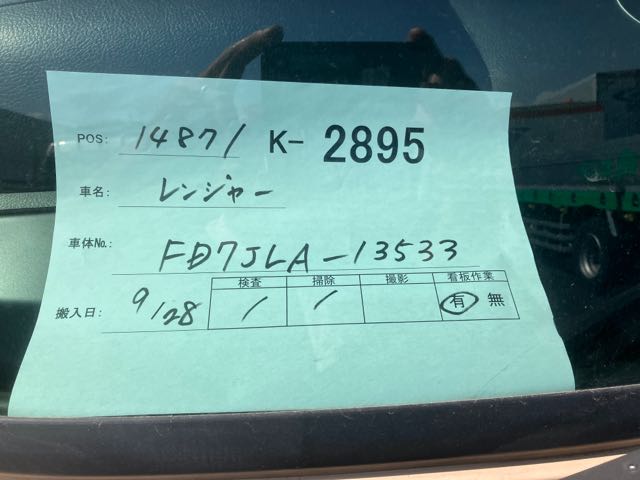 POS: 14871 K-2895
車名: レンジャー
車体No.: FD7JLA-13533
検査 掃除 撮影 看板作業
搬入日: 9/28 / / 有 無